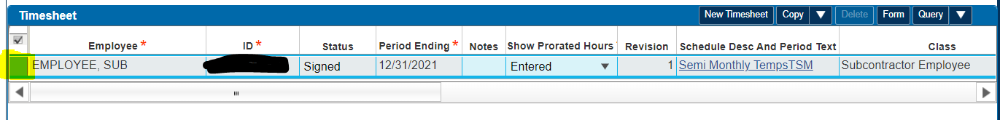 Timesheet New Timesheet Copy Delete Form Query
Employee * ID * Status Period Ending * Notes Show Prorated Hours Revision Schedule Desc And Period Text Class
EMPLOYEE, SUB Signed 12/31/2021 Entered 1 Semi Monthly TempsTSM Subcontractor Employee